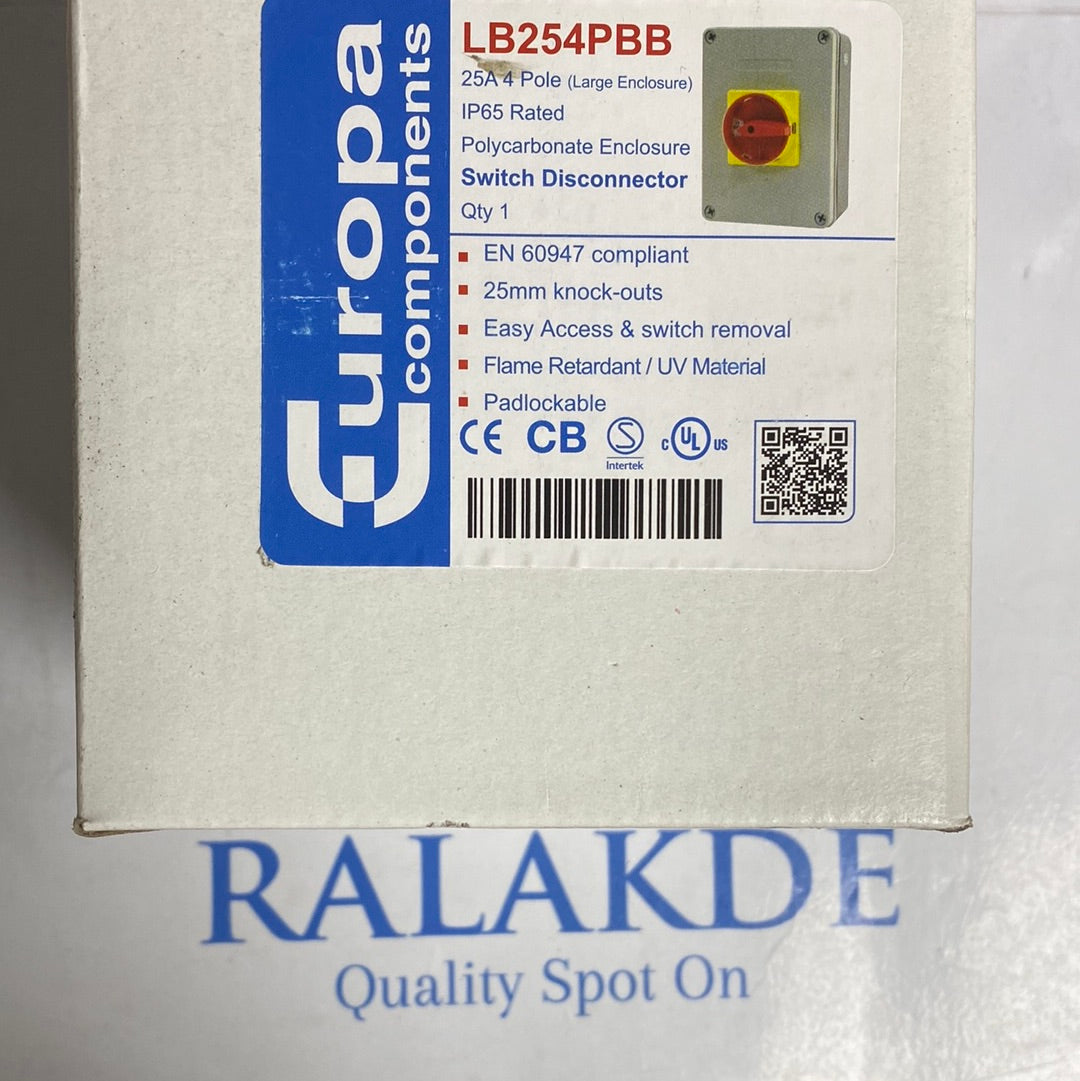 Europa
components
LB254PBB
25A 4 Pole (Large Enclosure)
IP65 Rated
Polycarbonate Enclosure
Switch Disconnector
Qty 1
EN 60947 compliant
25mm knock-outs
Easy Access & switch removal
Flame Retardant / UV Material
Padlockable
CE CB S Intertek c UL US
RALAKDE
Quality Spot On